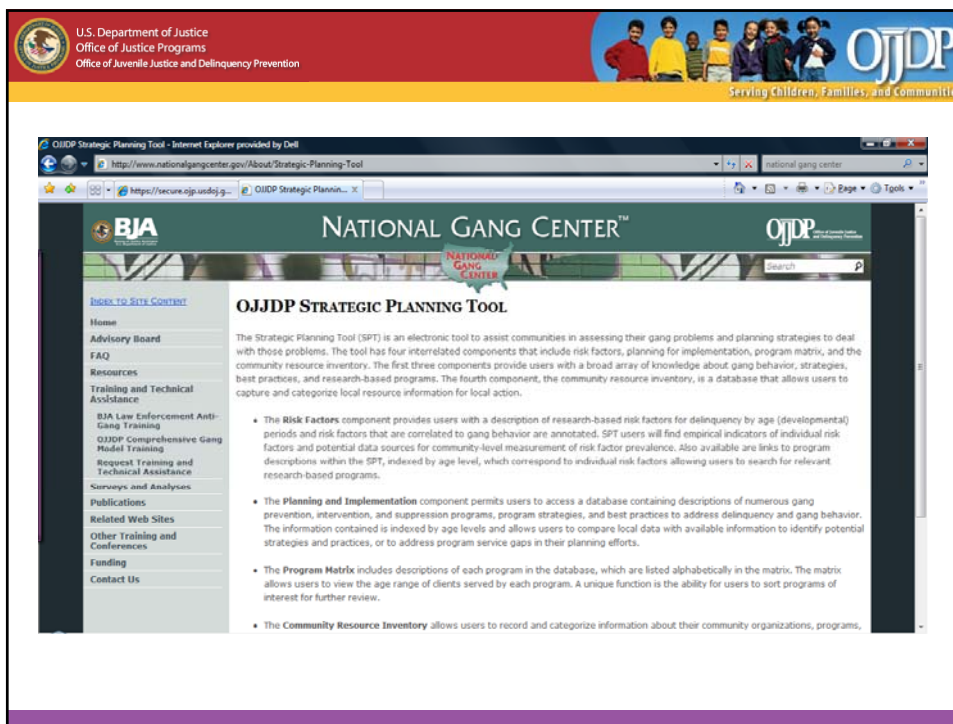 U.S. Department of Justice
Office of Justice Programs
Office of Juvenile Justice and Delinquency Prevention
OJJDP
Serving Children, Families, and Communitie
OJJDP Strategic Planning Tool - Internet Explorer provided by Dell
http://www.nationalgangcenter.gov/About/Strategic-Planning-Tool
national gang center
https://secure.ojp.usdoj.g...
OJJDP Strategic Plannin...
Page
Tools
BJA
NATIONAL GANG CENTER™
OJJDP
NATIONAL
GANG
CENTER
Search
INDEX TO SITE CONTENT
Home
Advisory Board
FAQ
Resources
Training and Technical
Assistance
BJA Law Enforcement Anti-
Gang Training
OJJDP Comprehensive Gang
Model Training
Request Training and
Technical Assistance
Surveys and Analyses
Publications
Related Web Sites
Other Training and
Conferences
Funding
Contact Us
OJJDP STRATEGIC PLANNING TOOL
The Strategic Planning Tool (SPT) is an electronic tool to assist communities in assessing their gang problems and planning strategies to deal
with those problems. The tool has four interrelated components that include risk factors, planning for implementation, program matrix, and the
community resource inventory. The first three components provide users with a broad array of knowledge about gang behavior, strategies,
best practices, and research-based programs. The fourth component, the community resource inventory, is a database that allows users to
capture and categorize local resource information for local action.
• The Risk Factors component provides users with a description of research-based risk factors for delinquency by age (developmental)
periods and risk factors that are correlated to gang behavior are annotated. SPT users will find empirical indicators of individual risk
factors and potential data sources for community-level measurement of risk factor prevalence. Also available are links to program
descriptions within the SPT, indexed by age level, which correspond to individual risk factors allowing users to search for relevant
research-based programs.
• The Planning and Implementation component permits users to access a database containing descriptions of numerous gang
prevention, intervention, and suppression programs, program strategies, and best practices to address delinquency and gang behavior.
The information contained is indexed by age levels and allows users to compare local data with available information to identify potential
strategies and practices, or to address program service gaps in their planning efforts.
• The Program Matrix includes descriptions of each program in the database, which are listed alphabetically in the matrix. The matrix
allows users to view the age range of clients served by each program. A unique function is the ability for users to sort programs of
interest for further review.
• The Community Resource Inventory allows users to record and categorize information about their community organizations, programs,